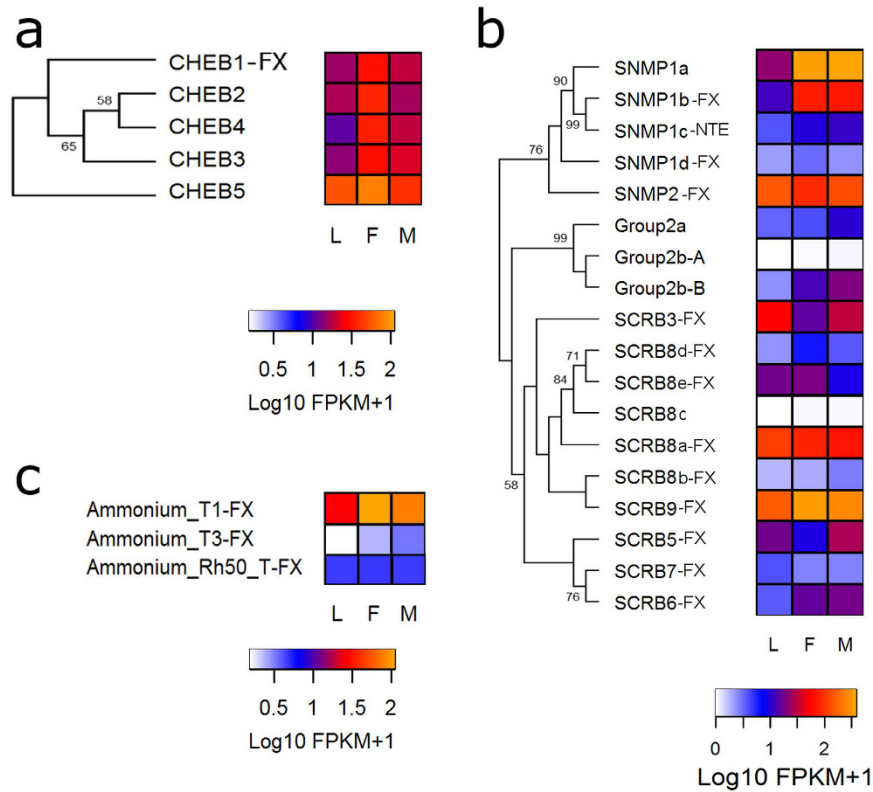 a
CHEB1-FX
58
CHEB2
CHEB4
65
CHEB3
CHEB5
L F M
0.5 1 1.5 2
Log10 FPKM+1
b
SNMP1a
90
SNMP1b-FX
99
SNMP1c-NTE
76
SNMP1d-FX
SNMP2-FX
Group2a
99
Group2b-A
Group2b-B
SCRB3-FX
SCRB8d-FX
71
SCRB8e-FX
84
SCRB8c
SCRB8a-FX
SCRB8b-FX
58
SCRB9-FX
SCRB5-FX
SCRB7-FX
76
SCRB6-FX
L F M
0 1 2
Log10 FPKM+1
c
Ammonium_T1-FX
Ammonium_T3-FX
Ammonium_Rh50_T-FX
L F M
0.5 1 1.5 2
Log10 FPKM+1